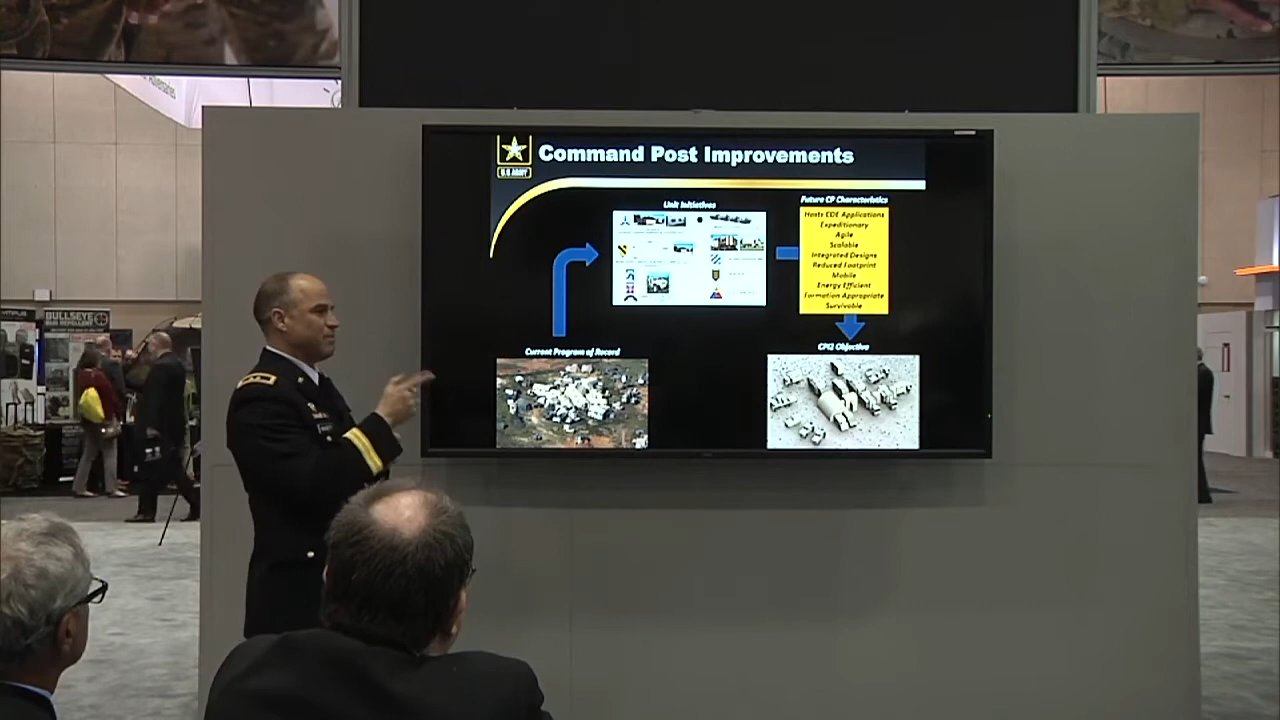 U.S. ARMY
Command Post Improvements
Unit Initiatives
Future CP Characteristics
Hosts COE Applications
Expeditionary
Agile
Scalable
Integrated Designs
Reduced Footprint
Mobile
Energy Efficient
Formation Appropriate
Survivable
Current Program of Record
CPI2 Objective
BULLSEYE